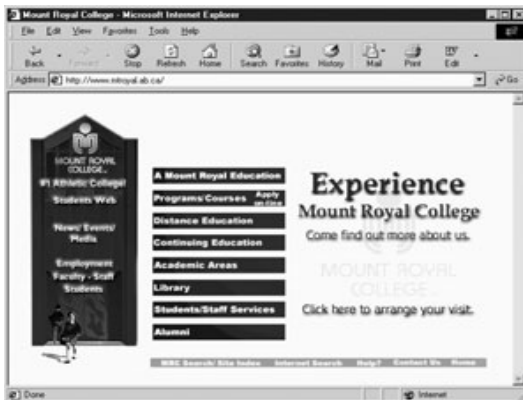 Mount Royal College - Microsoft Internet Explorer
File Edit View Favorites Tools Help
Back Forward Stop Refresh Home Search Favorites History Mail Print Edit
Address http://www.mtroyal.ab.ca/ Go
MOUNT ROYAL
COLLEGE
#1 Athletic College!
Students Web
News/Events/
Media
Employment
Faculty - Staff
Students
A Mount Royal Education
Programs/Courses Apply
on-line
Distance Education
Continuing Education
Academic Areas
Library
Students/Staff Services
Alumni
Experience
Mount Royal College
Come find out more about us.
MOUNT ROYAL
COLLEGE
Click here to arrange your visit.
MRC Search/Site Index Internet Search Help? Contact Us Home
Done Internet